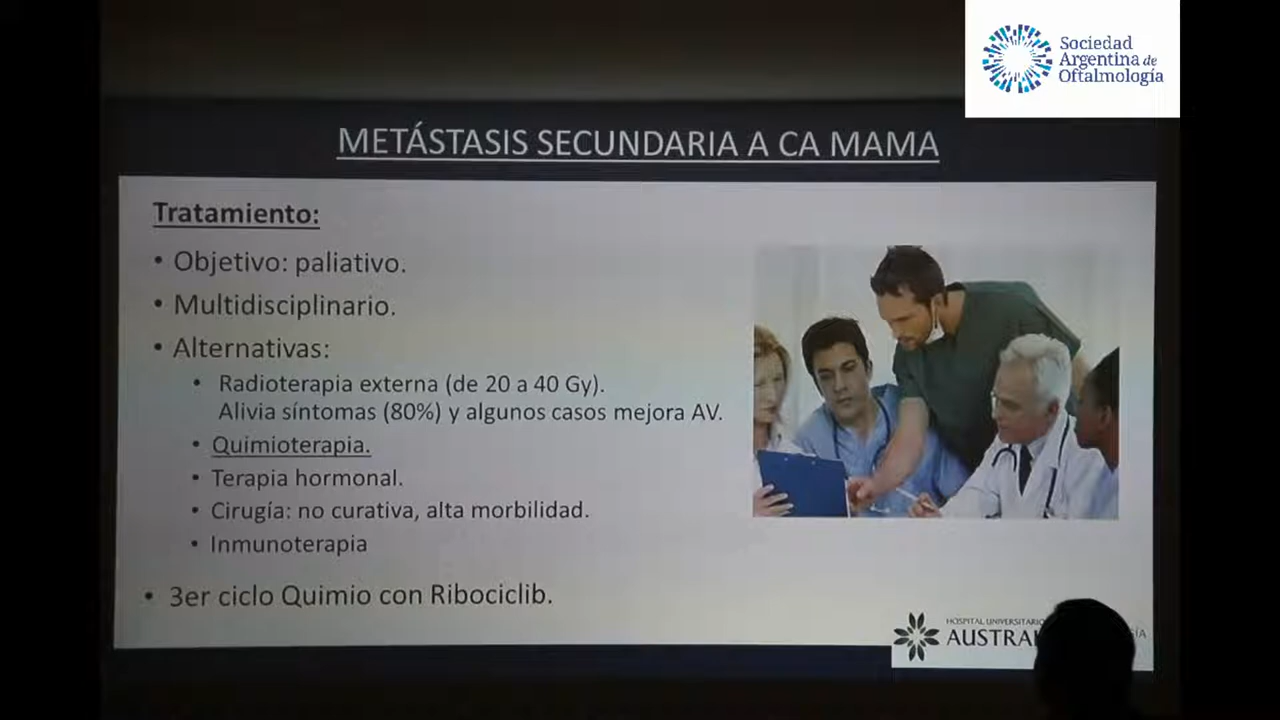 Sociedad
Argentina de
Oftalmología
METÁSTASIS SECUNDARIA A CA MAMA
Tratamiento:
• Objetivo: paliativo.
• Multidisciplinario.
• Alternativas:
• Radioterapia externa (de 20 a 40 Gy).
Alivia síntomas (80%) y algunos casos mejora AV.
• Quimioterapia.
• Terapia hormonal.
• Cirugía: no curativa, alta morbilidad.
• Inmunoterapia
• 3er ciclo Quimio con Ribociclib.
HOSPITAL UNIVERSITARIO